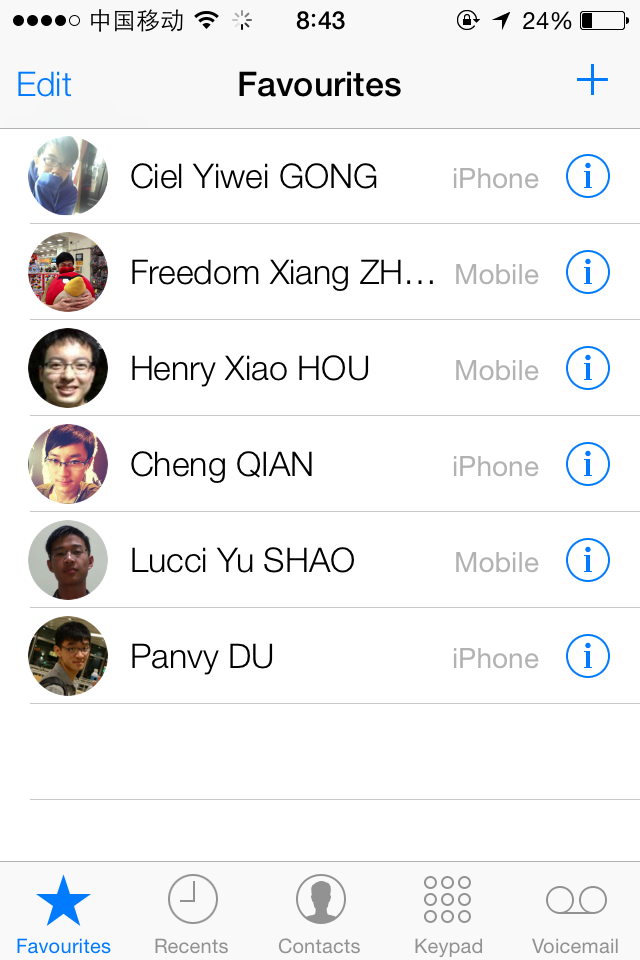 中国移动 8:43 24%
Edit Favourites +
Ciel Yiwei GONG iPhone i
Freedom Xiang ZH... Mobile i
Henry Xiao HOU Mobile i
Cheng QIAN iPhone i
Lucci Yu SHAO Mobile i
Panvy DU iPhone i
Favourites Recents Contacts Keypad Voicemail